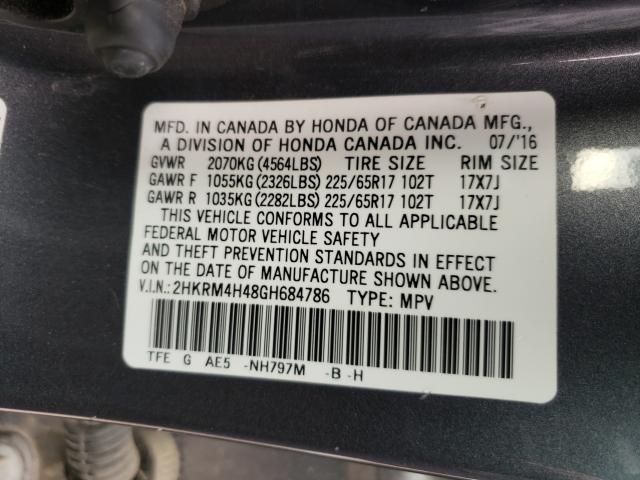 MFD. IN CANADA BY HONDA OF CANADA MFG.,
A DIVISION OF HONDA CANADA INC. 07/'16
GVWR 2070KG (4564LBS) TIRE SIZE RIM SIZE
GAWR F 1055KG (2326LBS) 225/65R17 102T 17X7J
GAWR R 1035KG (2282LBS) 225/65R17 102T 17X7J
THIS VEHICLE CONFORMS TO ALL APPLICABLE
FEDERAL MOTOR VEHICLE SAFETY
AND THEFT PREVENTION STANDARDS IN EFFECT
ON THE DATE OF MANUFACTURE SHOWN ABOVE.
V.I.N.: 2HKRM4H48GH684786 TYPE: MPV
TFE G AE5 -NH797M -B -H